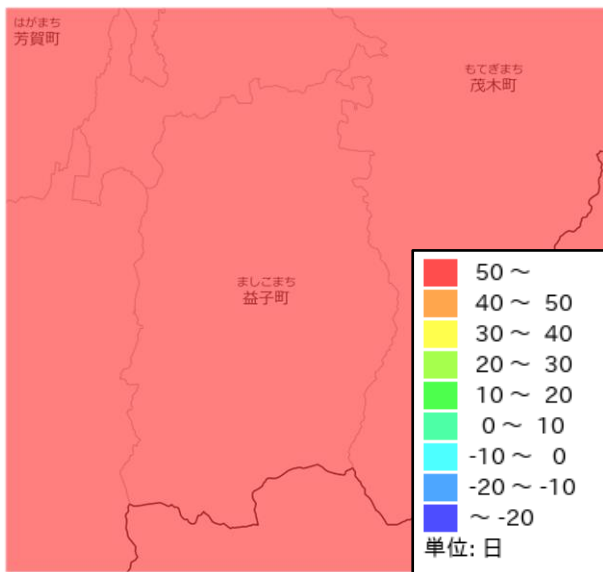 はがまち
芳賀町
もてぎまち
茂木町
ましこまち
益子町
50 ～
40 ～ 50
30 ～ 40
20 ～ 30
10 ～ 20
0 ～ 10
-10 ～ 0
-20 ～ -10
～ -20
単位: 日